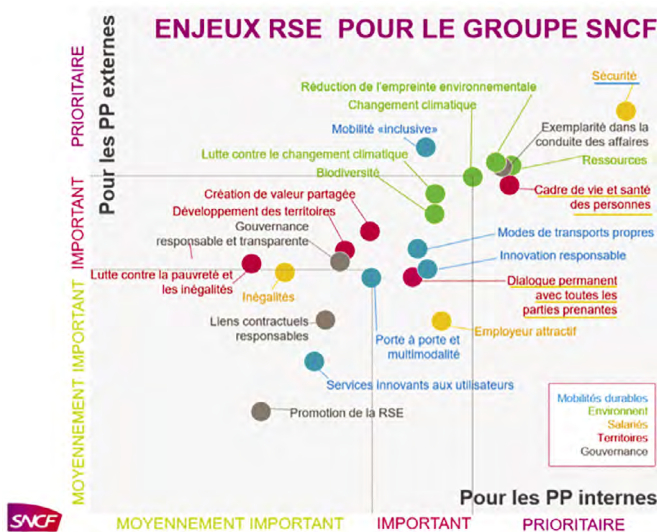 ENJEUX RSE POUR LE GROUPE SNCF
PRIORITAIRE
IMPORTANT
MOYENNEMENT IMPORTANT
Pour les PP externes
Sécurité
Réduction de l'empreinte environnementale
Changement climatique
Exemplarité dans la
conduite des affaires
Mobilité «inclusive»
Lutte contre le changement climatique
Ressources
Biodiversité
Cadre de vie et santé
des personnes
Création de valeur partagée
Développement des territoires
Gouvernance
responsable et transparente
Modes de transports propres
Innovation responsable
Lutte contre la pauvreté et
les inégalités
Inégalités
Dialogue permanent
avec toutes les
parties prenantes
Liens contractuels
responsables
Porte à porte et
multimodalité
Employeur attractif
Services innovants aux utilisateurs
Promotion de la RSE
Mobilités durables
Environnent
Salariés
Territoires
Gouvernance
Pour les PP internes
SNCF
MOYENNEMENT IMPORTANT
IMPORTANT
PRIORITAIRE